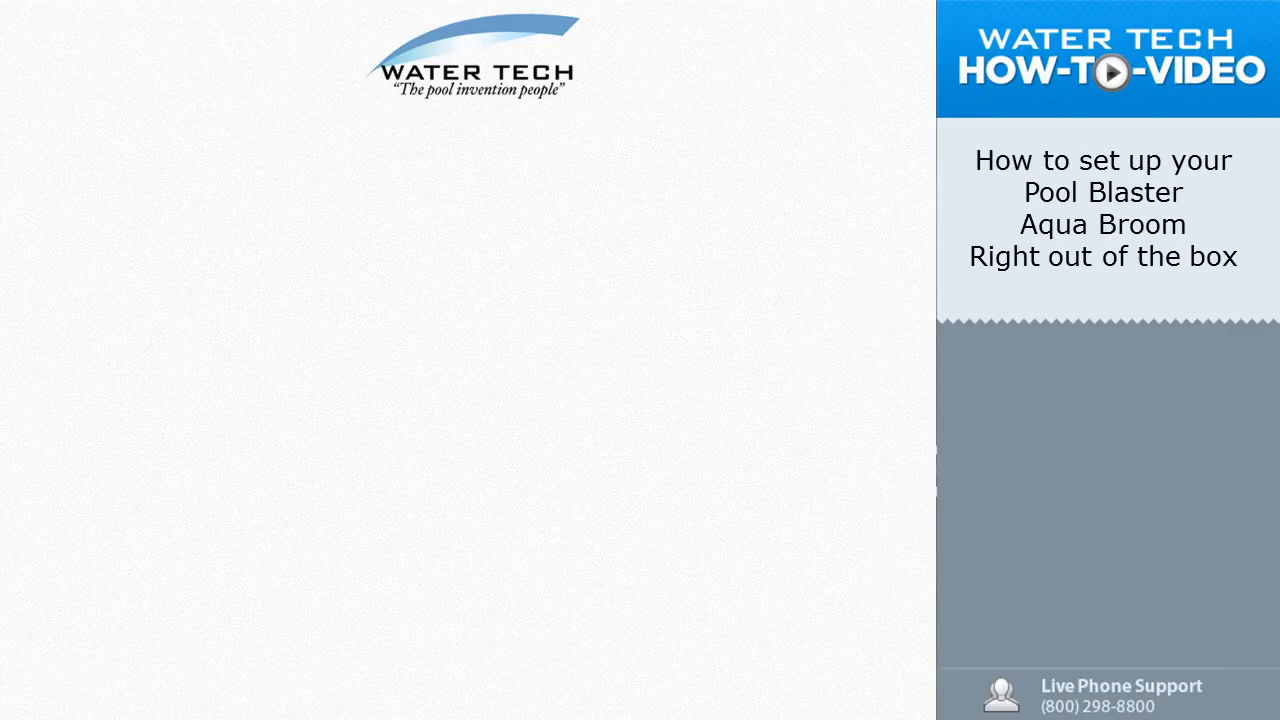 WATER TECH
“The pool invention people”
WATER TECH
HOW-TO-VIDEO
How to set up your
Pool Blaster
Aqua Broom
Right out of the box
Live Phone Support
(800) 298-8800